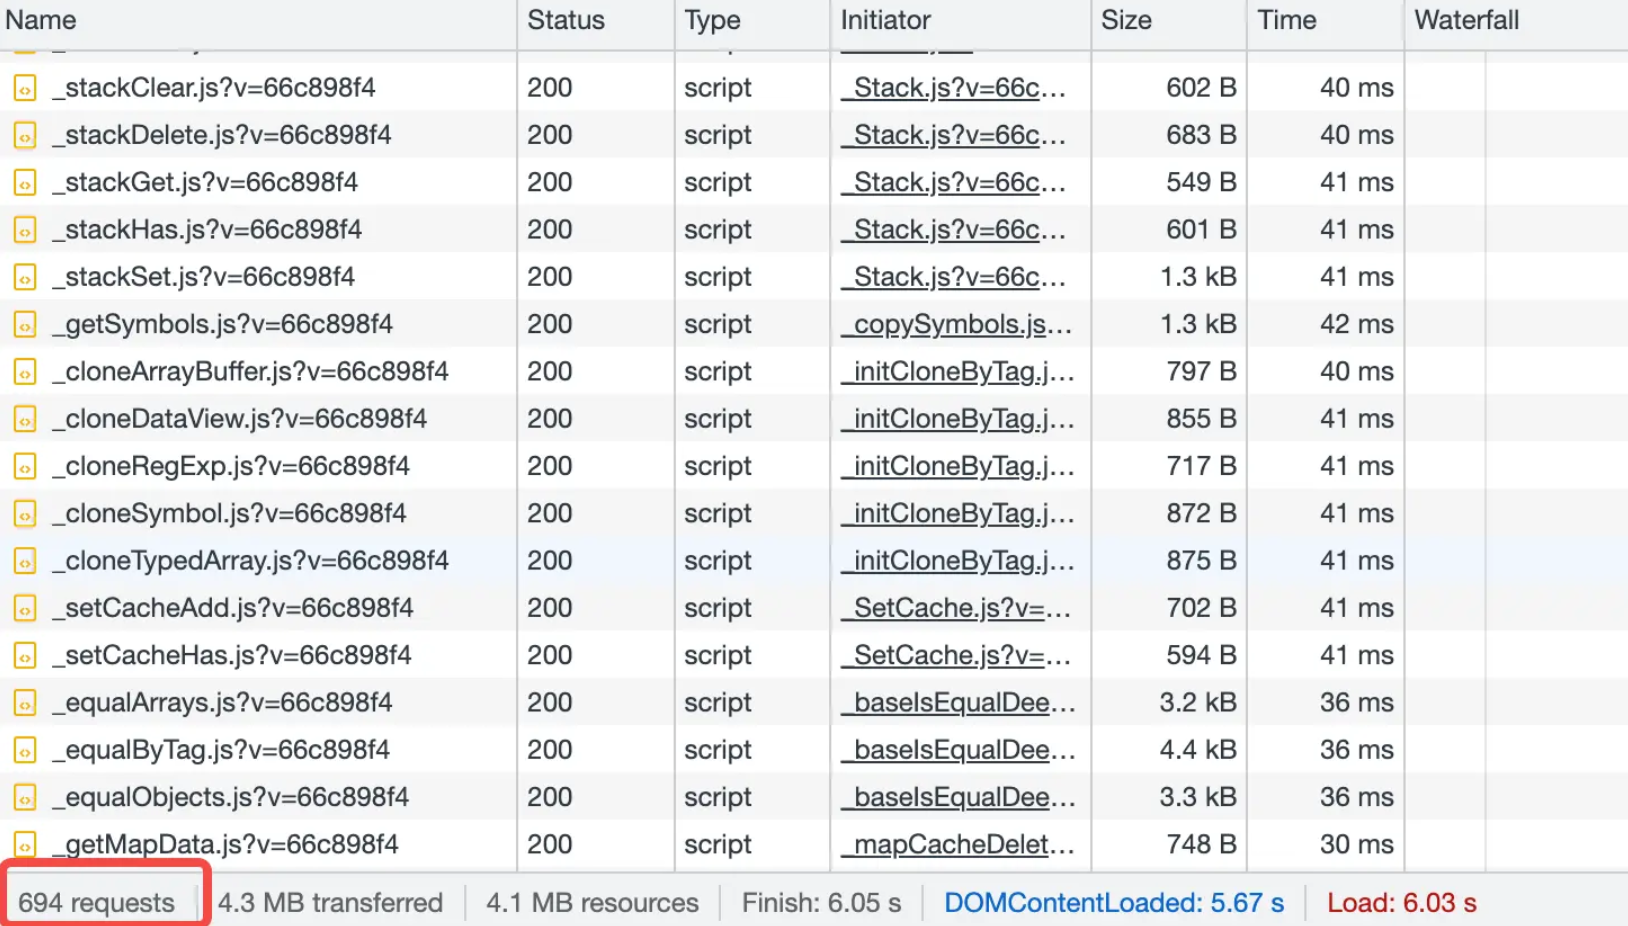 Name Status Type Initiator Size Time Waterfall
_stackClear.js?v=66c898f4 200 script _Stack.js?v=66c... 602 B 40 ms
_stackDelete.js?v=66c898f4 200 script _Stack.js?v=66c... 683 B 40 ms
_stackGet.js?v=66c898f4 200 script _Stack.js?v=66c... 549 B 41 ms
_stackHas.js?v=66c898f4 200 script _Stack.js?v=66c... 601 B 41 ms
_stackSet.js?v=66c898f4 200 script _Stack.js?v=66c... 1.3 kB 41 ms
_getSymbols.js?v=66c898f4 200 script _copySymbols.js... 1.3 kB 42 ms
_cloneArrayBuffer.js?v=66c898f4 200 script _initCloneByTag.j... 797 B 40 ms
_cloneDataView.js?v=66c898f4 200 script _initCloneByTag.j... 855 B 41 ms
_cloneRegExp.js?v=66c898f4 200 script _initCloneByTag.j... 717 B 41 ms
_cloneSymbol.js?v=66c898f4 200 script _initCloneByTag.j... 872 B 41 ms
_cloneTypedArray.js?v=66c898f4 200 script _initCloneByTag.j... 875 B 41 ms
_setCacheAdd.js?v=66c898f4 200 script _SetCache.js?v=... 702 B 41 ms
_setCacheHas.js?v=66c898f4 200 script _SetCache.js?v=... 594 B 41 ms
_equalArrays.js?v=66c898f4 200 script _baseIsEqualDee... 3.2 kB 36 ms
_equalByTag.js?v=66c898f4 200 script _baseIsEqualDee... 4.4 kB 36 ms
_equalObjects.js?v=66c898f4 200 script _baseIsEqualDee... 3.3 kB 36 ms
_getMapData.js?v=66c898f4 200 script _mapCacheDelet... 748 B 30 ms
694 requests 4.3 MB transferred 4.1 MB resources Finish: 6.05 s DOMContentLoaded: 5.67 s Load: 6.03 s